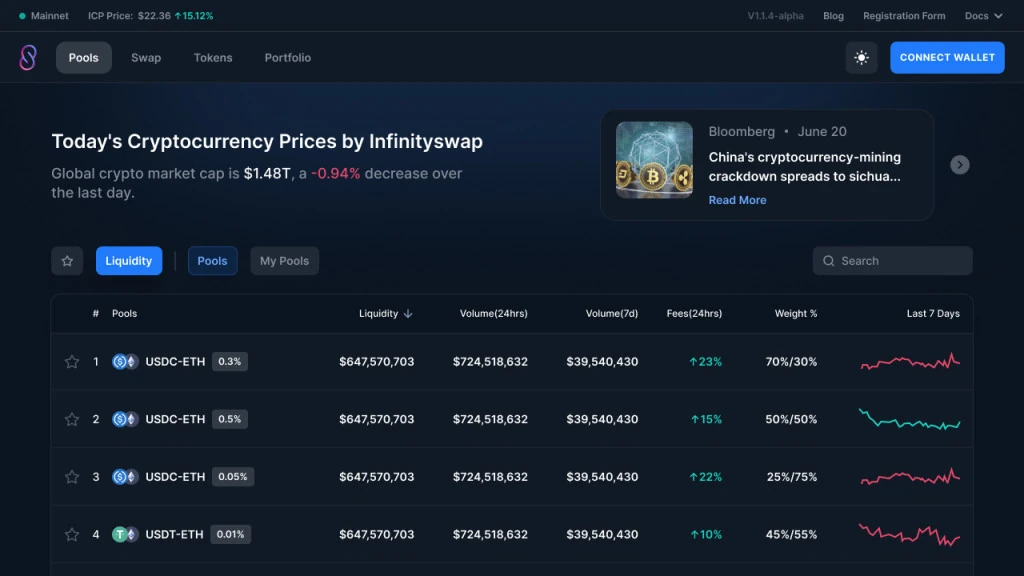 Mainnet ICP Price: $22.36 ↑15.12% V1.1.4-alpha Blog Registration Form Docs
Pools Swap Tokens Portfolio CONNECT WALLET
Today's Cryptocurrency Prices by Infinityswap
Global crypto market cap is $1.48T, a -0.94% decrease over
the last day.
Bloomberg • June 20
China's cryptocurrency-mining
crackdown spreads to sichua...
Read More
Liquidity Pools My Pools Search
# Pools Liquidity ↓ Volume(24hrs) Volume(7d) Fees(24hrs) Weight % Last 7 Days
1 USDC-ETH 0.3% $647,570,703 $724,518,632 $39,540,430 ↑23% 70%/30%
2 USDC-ETH 0.5% $647,570,703 $724,518,632 $39,540,430 ↑15% 50%/50%
3 USDC-ETH 0.05% $647,570,703 $724,518,632 $39,540,430 ↑22% 25%/75%
4 USDT-ETH 0.01% $647,570,703 $724,518,632 $39,540,430 ↑10% 45%/55%